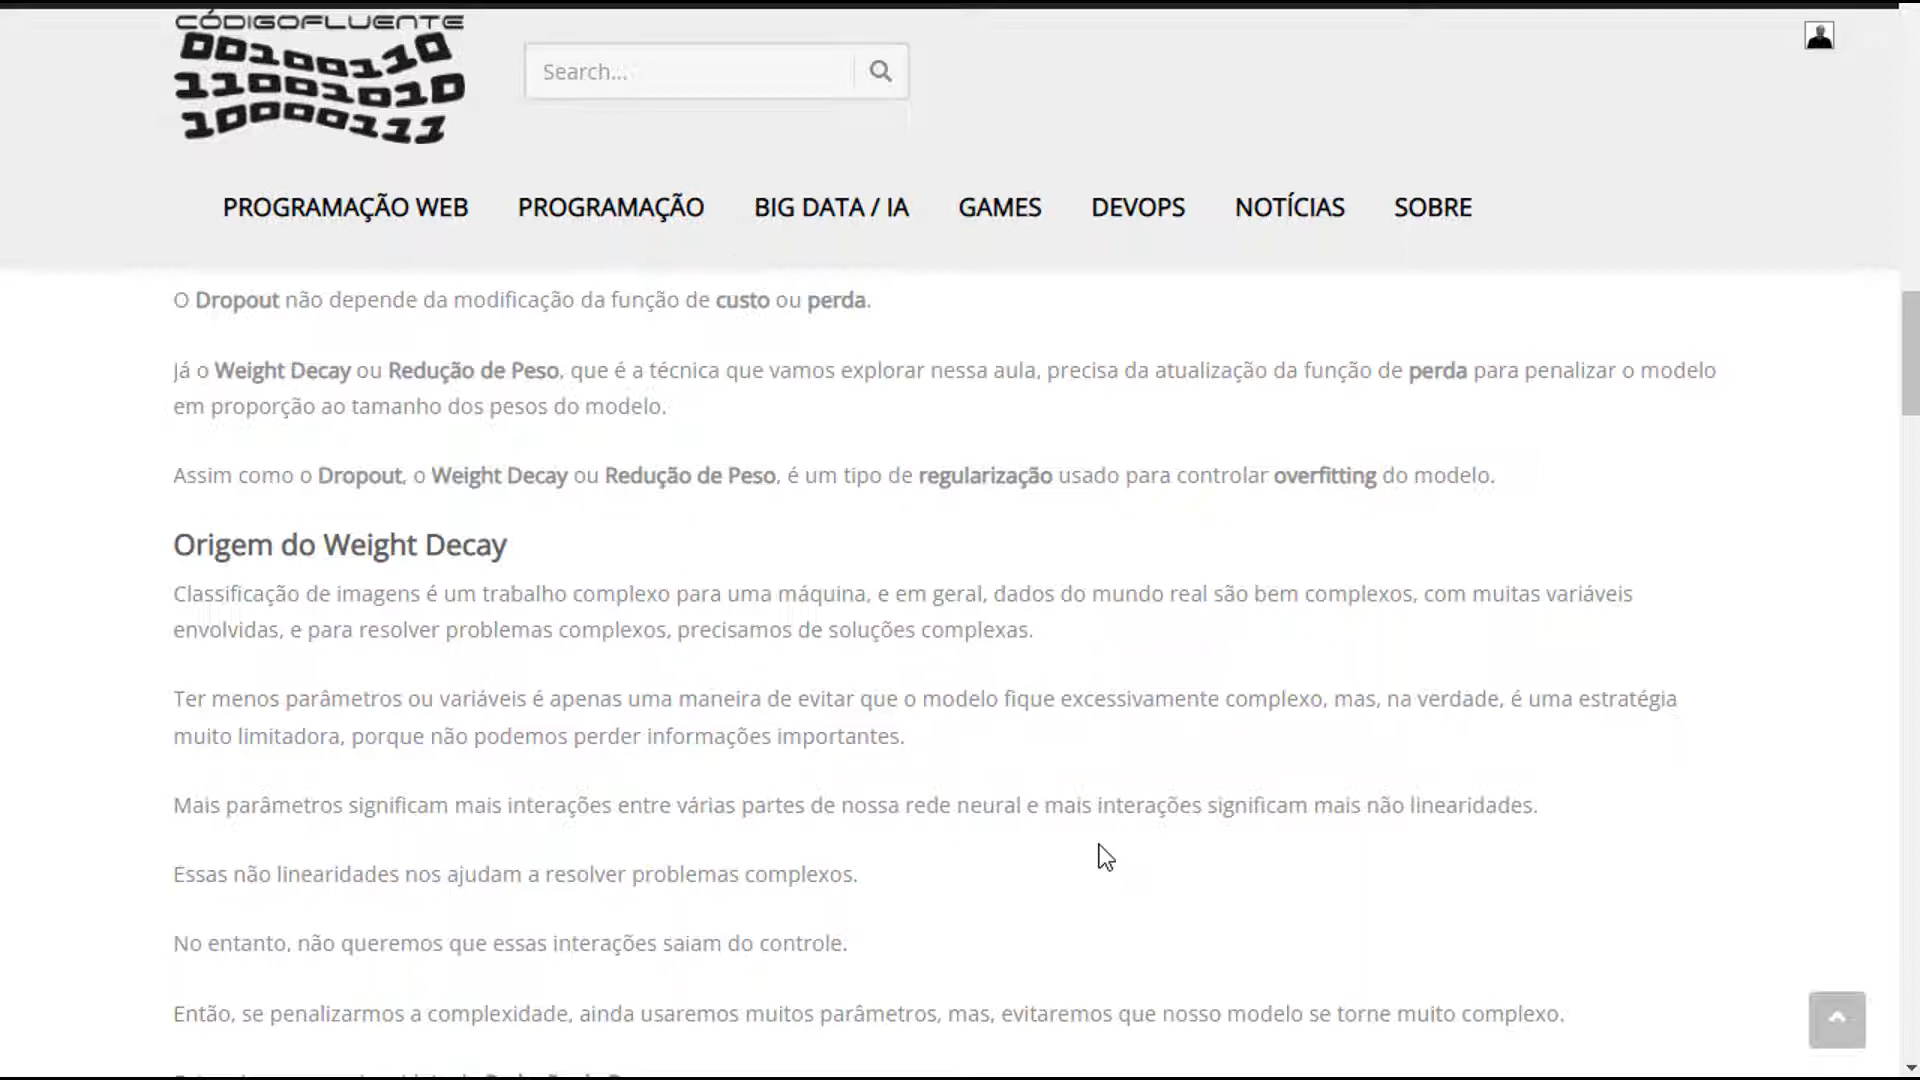 CÓDIGOFLUENTE
00100110
11001010
10000111
Search...
PROGRAMAÇÃO WEB PROGRAMAÇÃO BIG DATA / IA GAMES DEVOPS NOTÍCIAS SOBRE
O Dropout não depende da modificação da função de custo ou perda.
Já o Weight Decay ou Redução de Peso, que é a técnica que vamos explorar nessa aula, precisa da atualização da função de perda para penalizar o modelo
em proporção ao tamanho dos pesos do modelo.
Assim como o Dropout, o Weight Decay ou Redução de Peso, é um tipo de regularização usado para controlar overfitting do modelo.
Origem do Weight Decay
Classificação de imagens é um trabalho complexo para uma máquina, e em geral, dados do mundo real são bem complexos, com muitas variáveis
envolvidas, e para resolver problemas complexos, precisamos de soluções complexas.
Ter menos parâmetros ou variáveis é apenas uma maneira de evitar que o modelo fique excessivamente complexo, mas, na verdade, é uma estratégia
muito limitadora, porque não podemos perder informações importantes.
Mais parâmetros significam mais interações entre várias partes de nossa rede neural e mais interações significam mais não linearidades.
Essas não linearidades nos ajudam a resolver problemas complexos.
No entanto, não queremos que essas interações saiam do controle.
Então, se penalizarmos a complexidade, ainda usaremos muitos parâmetros, mas, evitaremos que nosso modelo se torne muito complexo.